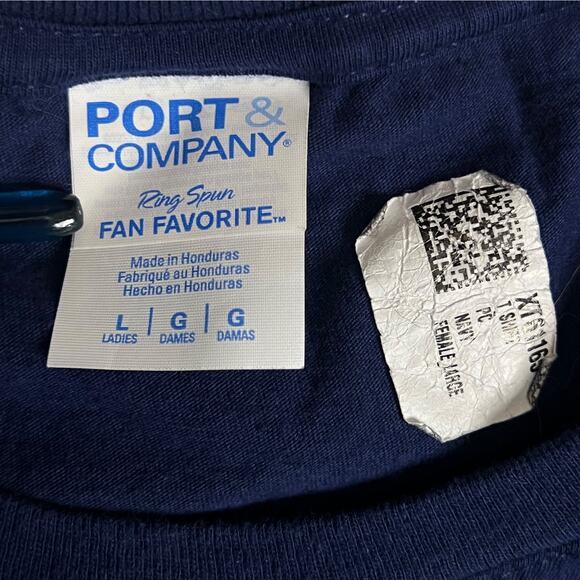 PORT &
COMPANY®
Ring Spun
FAN FAVORITE™
Made in Honduras
Fabriqué au Honduras
Hecho en Honduras
L | G | G
LADIES DAMES DAMAS
T SHIRT
PC
NAVY
FEMALE LARGE